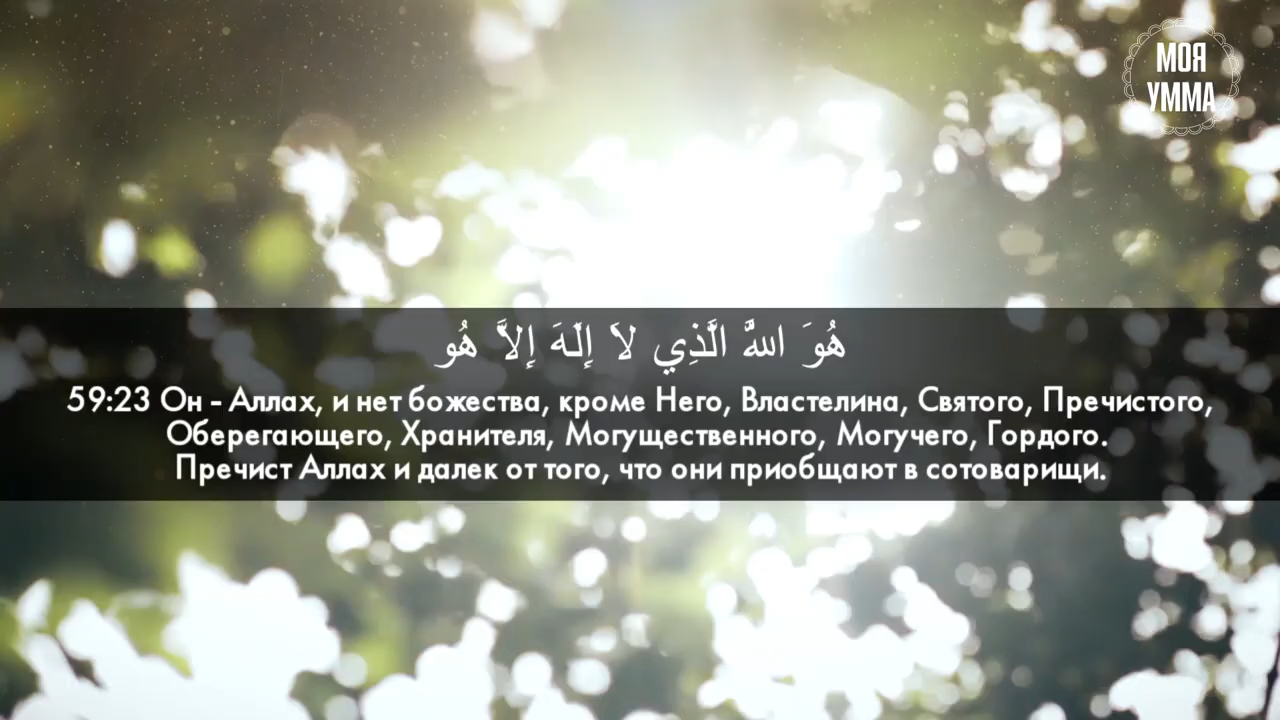 МОЯ
УММА
هُوَ اللهُ الَّذِي لاَ إِلَهَ إِلاَّ هُو
59:23 Он - Аллах, и нет божества, кроме Него, Властелина, Святого, Пречистого,
Оберегающего, Хранителя, Могущественного, Могучего, Гордого.
Пречист Аллах и далек от того, что они приобщают в сотоварищи.